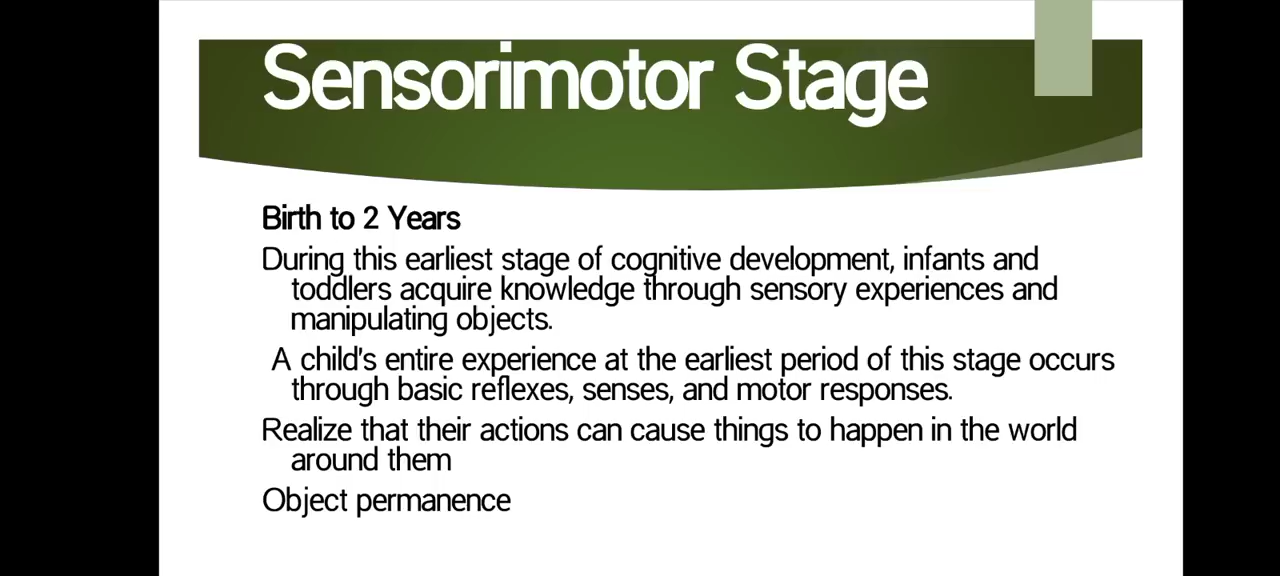 Sensorimotor Stage
Birth to 2 Years
During this earliest stage of cognitive development, infants and
toddlers acquire knowledge through sensory experiences and
manipulating objects.
A child's entire experience at the earliest period of this stage occurs
through basic reflexes, senses, and motor responses.
Realize that their actions can cause things to happen in the world
around them
Object permanence